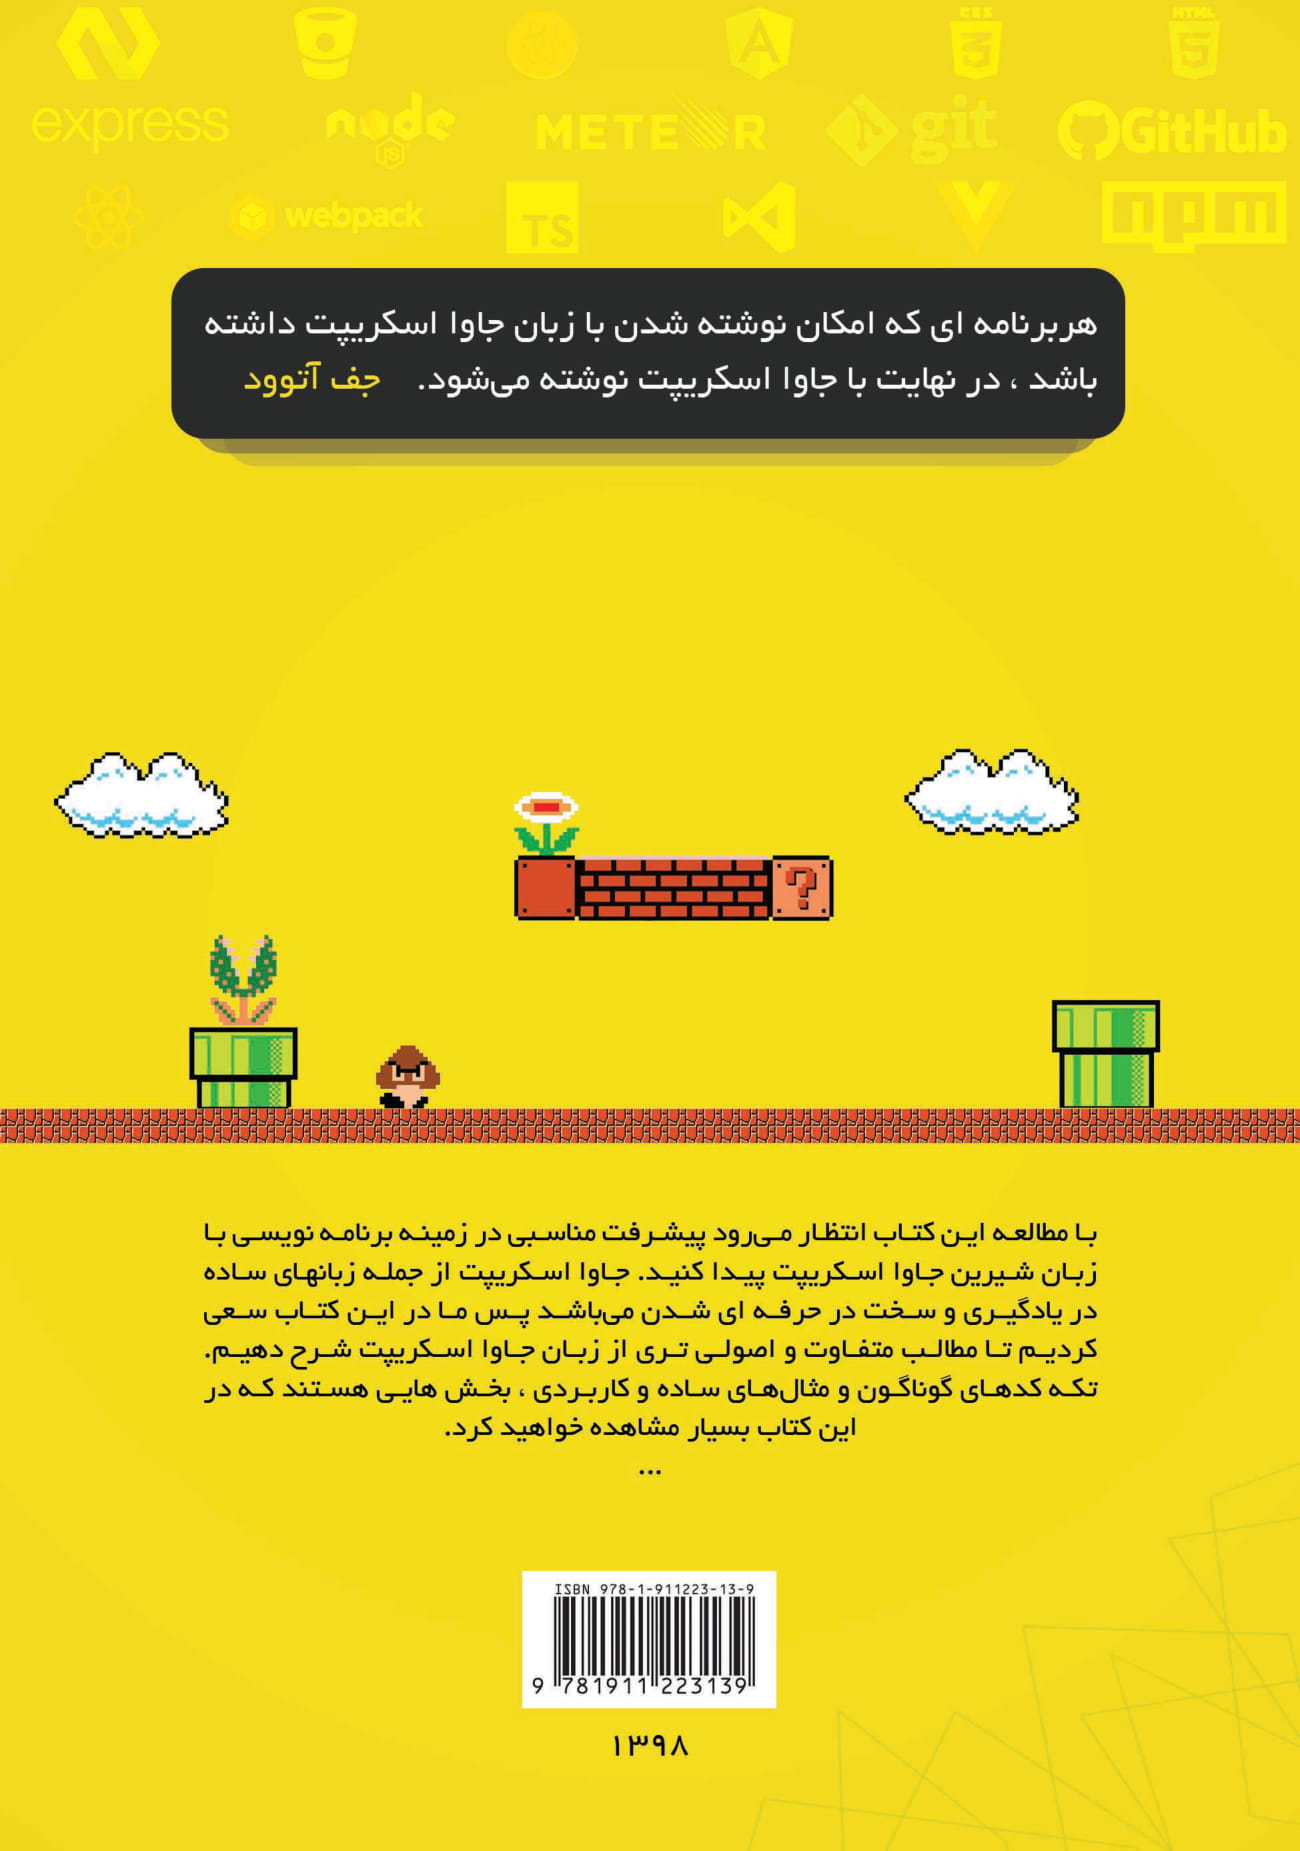 CSS
3
HTML
5
A
express
node
JS
METEOR
git
GitHub
webpack
TS
npm
هربرنامه ای که امکان نوشته شدن با زبان جاوا اسکریپت داشته
باشد ، در نهایت با جاوا اسکریپت نوشته می‌شود. جف آتوود
?
با مطالعه این کتاب انتظار می‌رود پیشرفت مناسبی در زمینه برنامه نویسی با
زبان شیرین جاوا اسکریپت پیدا کنید. جاوا اسکریپت از جمله زبانهای ساده
در یادگیری و سخت در حرفه ای شدن می‌باشد پس ما در این کتاب سعی
کردیم تا مطالب متفاوت و اصولی تری از زبان جاوا اسکریپت شرح دهیم.
تکه کدهای گوناگون و مثال‌های ساده و کاربردی ، بخش هایی هستند که در
این کتاب بسیار مشاهده خواهید کرد.
...
ISBN 978-1-911223-13-9
9 781911 223139
۱۳۹۸